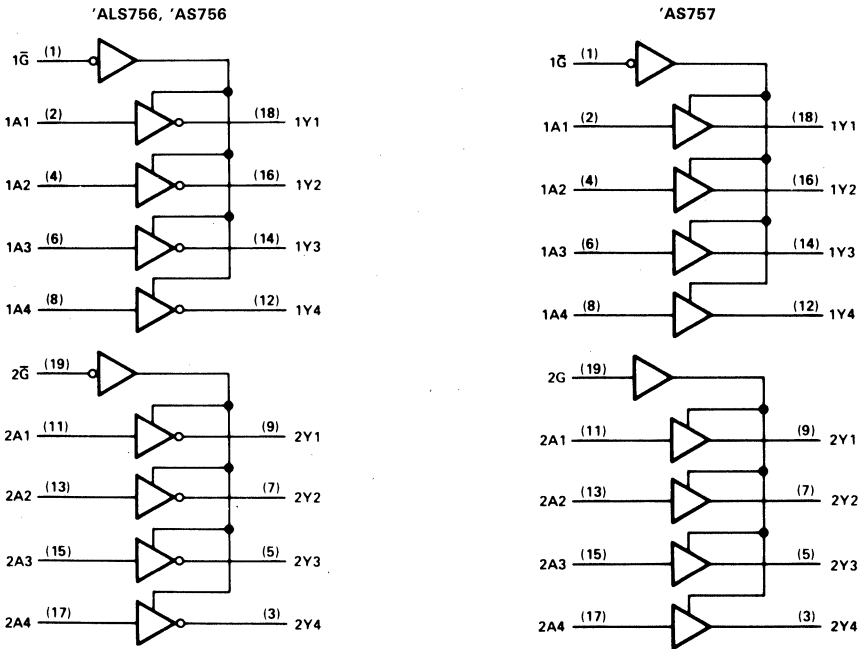 'ALS756, 'AS756
1G̅ (1)
1A1 (2) (18) 1Y1
1A2 (4) (16) 1Y2
1A3 (6) (14) 1Y3
1A4 (8) (12) 1Y4
2G̅ (19)
2A1 (11) (9) 2Y1
2A2 (13) (7) 2Y2
2A3 (15) (5) 2Y3
2A4 (17) (3) 2Y4
'AS757
1G̅ (1)
1A1 (2) (18) 1Y1
1A2 (4) (16) 1Y2
1A3 (6) (14) 1Y3
1A4 (8) (12) 1Y4
2G (19)
2A1 (11) (9) 2Y1
2A2 (13) (7) 2Y2
2A3 (15) (5) 2Y3
2A4 (17) (3) 2Y4